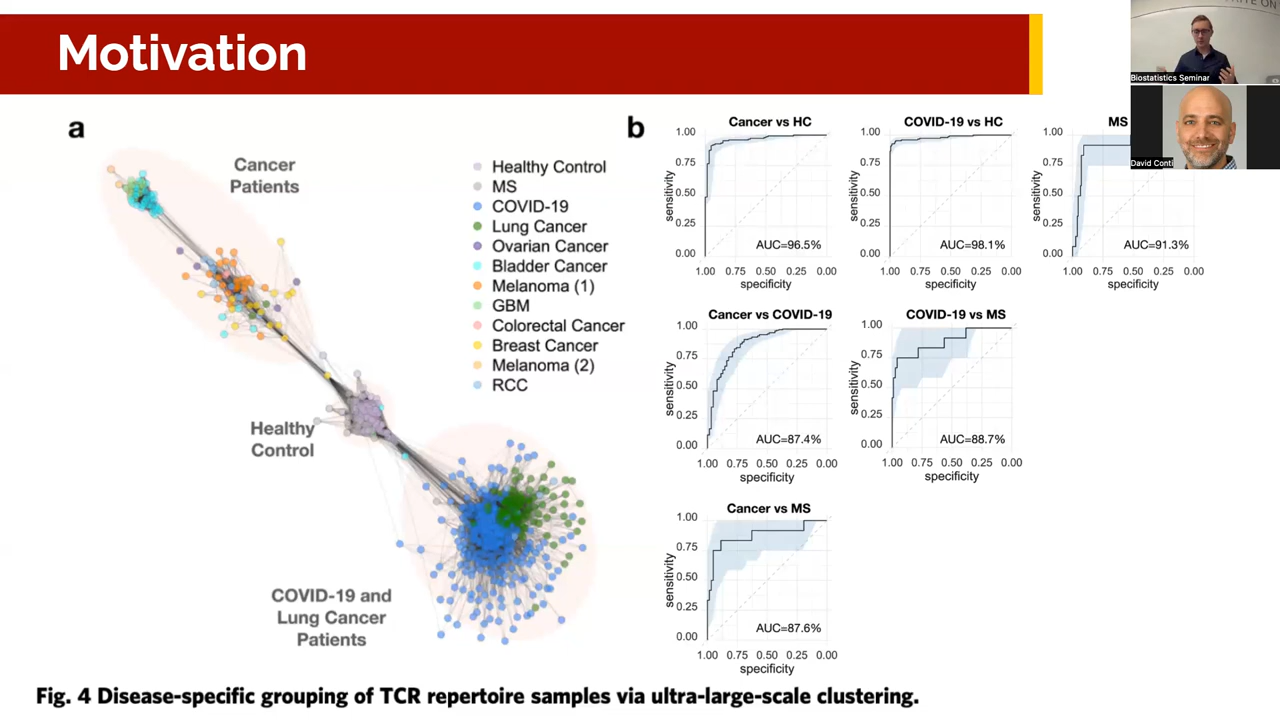 Motivation
Biostatistics Seminar
David Conti
a
Cancer
Patients
Healthy
Control
COVID-19 and
Lung Cancer
Patients
Healthy Control
MS
COVID-19
Lung Cancer
Ovarian Cancer
Bladder Cancer
Melanoma (1)
GBM
Colorectal Cancer
Breast Cancer
Melanoma (2)
RCC
b
Cancer vs HC
sensitivity
1.00
0.75
0.50
0.25
0.00
AUC=96.5%
1.00 0.75 0.50 0.25 0.00
specificity
COVID-19 vs HC
sensitivity
1.00
0.75
0.50
0.25
0.00
AUC=98.1%
1.00 0.75 0.50 0.25 0.00
specificity
MS
sensitivity
1.00
0.75
0.50
0.25
0.00
AUC=91.3%
1.00 0.75 0.50 0.25 0.00
specificity
Cancer vs COVID-19
sensitivity
1.00
0.75
0.50
0.25
0.00
AUC=87.4%
1.00 0.75 0.50 0.25 0.00
specificity
COVID-19 vs MS
sensitivity
1.00
0.75
0.50
0.25
0.00
AUC=88.7%
1.00 0.75 0.50 0.25 0.00
specificity
Cancer vs MS
sensitivity
1.00
0.75
0.50
0.25
0.00
AUC=87.6%
1.00 0.75 0.50 0.25 0.00
specificity
Fig. 4 Disease-specific grouping of TCR repertoire samples via ultra-large-scale clustering.